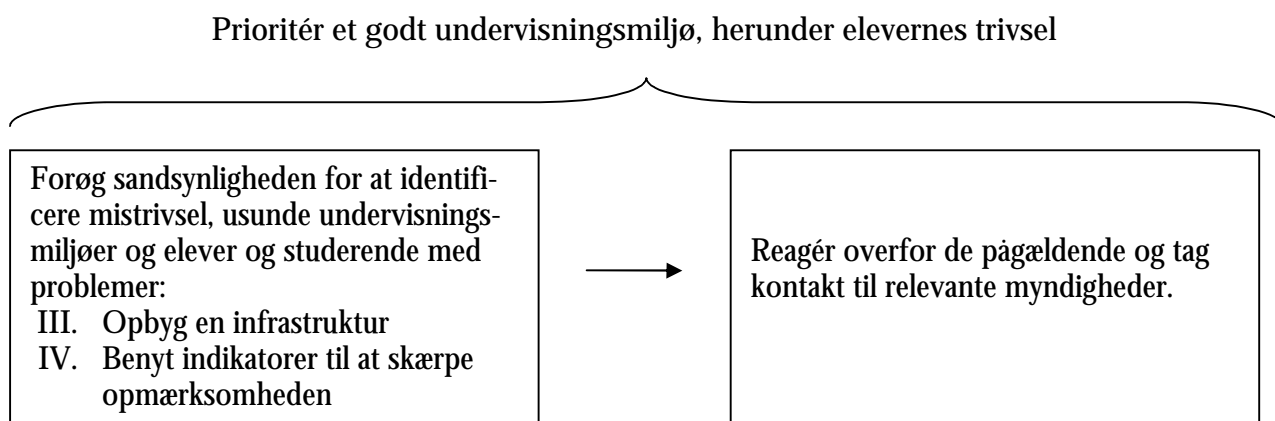 Prioritér et godt undervisningsmiljø, herunder elevernes trivsel
Forøg sandsynligheden for at identifi-
cere mistrivsel, usunde undervisnings-
miljøer og elever og studerende med
problemer:
III. Opbyg en infrastruktur
IV. Benyt indikatorer til at skærpe
opmærksomheden
Reagér overfor de pågældende og tag
kontakt til relevante myndigheder.